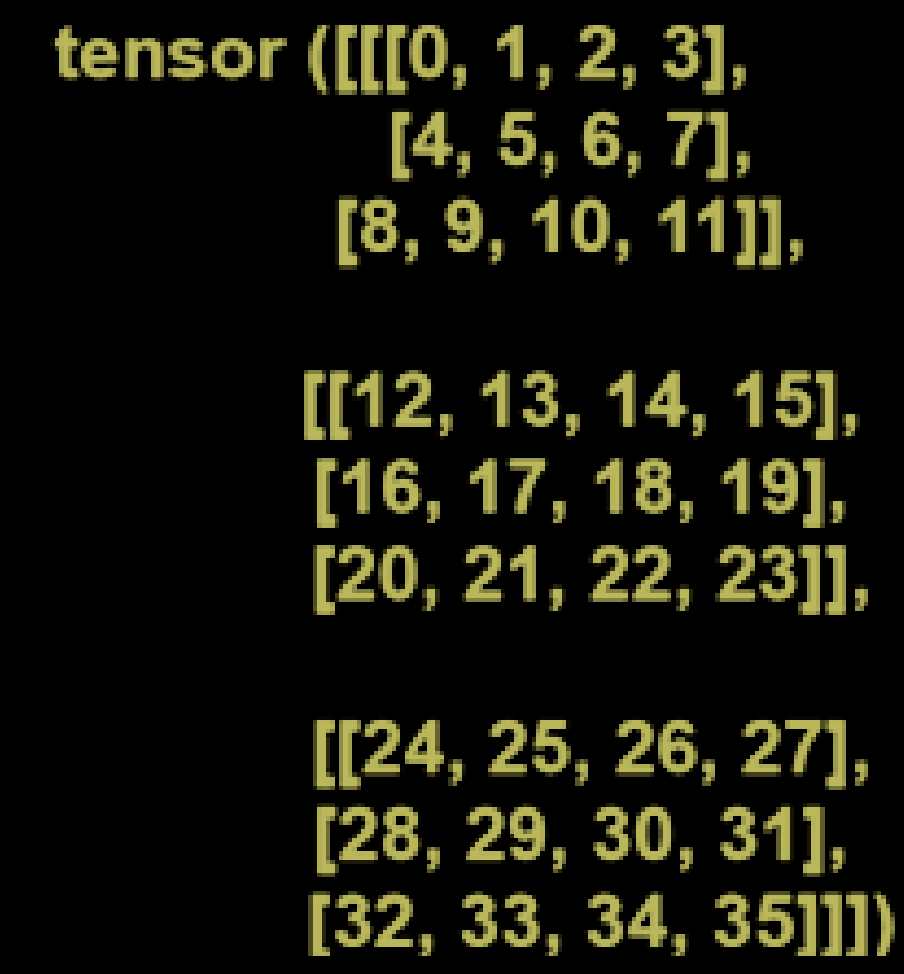 tensor ([[[0, 1, 2, 3],
[4, 5, 6, 7],
[8, 9, 10, 11]],
[[12, 13, 14, 15],
[16, 17, 18, 19],
[20, 21, 22, 23]],
[[24, 25, 26, 27],
[28, 29, 30, 31],
[32, 33, 34, 35]]])